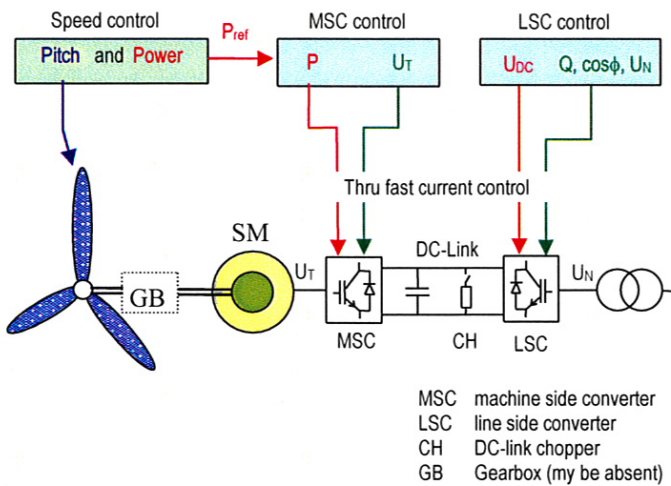 Speed control
MSC control
LSC control
Pitch and Power
Pref
P UT
UDC Q, cosϕ, UN
Thru fast current control
SM
DC-Link
UT
UN
GB
MSC
CH
LSC
MSC machine side converter
LSC line side converter
CH DC-link chopper
GB Gearbox (my be absent)